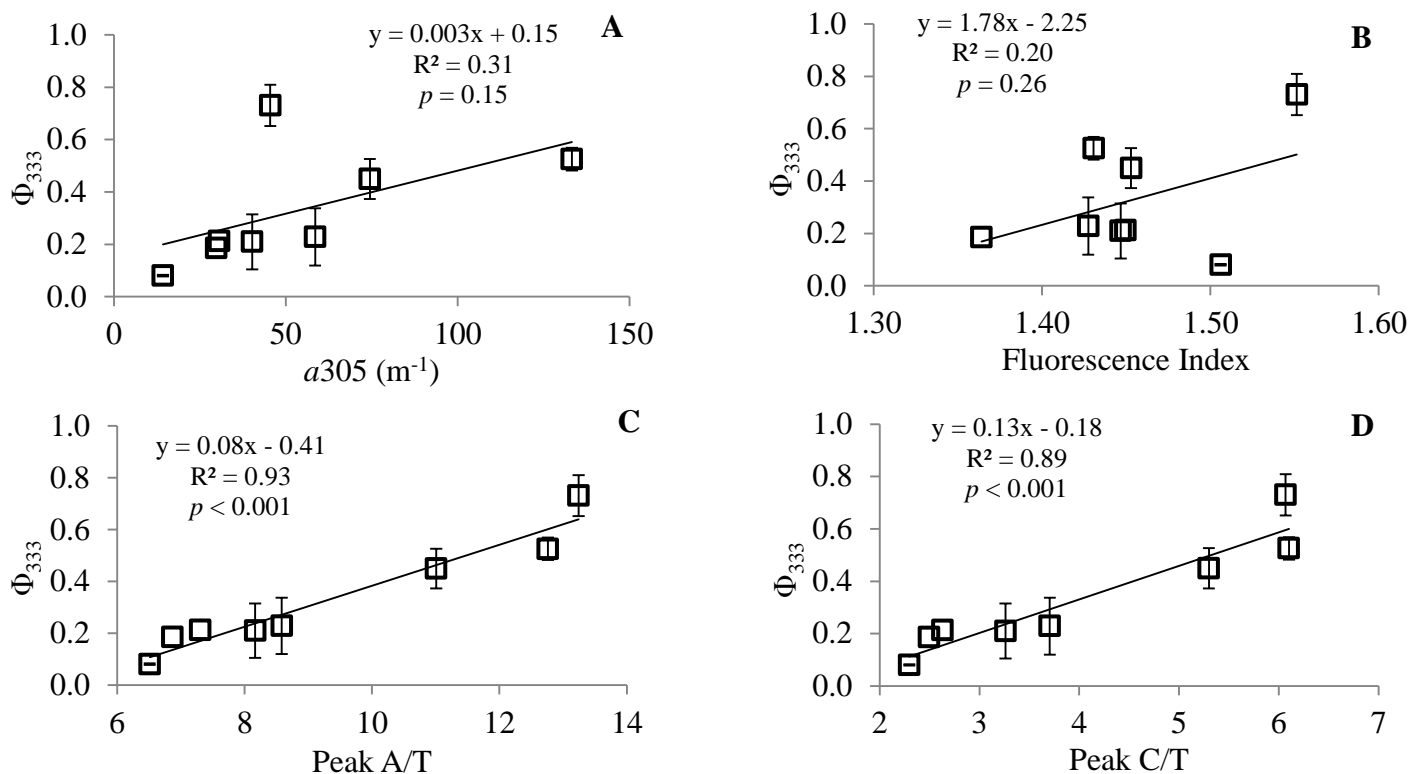 A
y = 0.003x + 0.15
R² = 0.31
p = 0.15
1.0
0.8
0.6
0.4
0.2
0.0
Φ333
0 50 100 150
a305 (m-1)
B
y = 1.78x - 2.25
R² = 0.20
p = 0.26
1.0
0.8
0.6
0.4
0.2
0.0
Φ333
1.30 1.40 1.50 1.60
Fluorescence Index
C
y = 0.08x - 0.41
R² = 0.93
p < 0.001
1.0
0.8
0.6
0.4
0.2
0.0
Φ333
6 8 10 12 14
Peak A/T
D
y = 0.13x - 0.18
R² = 0.89
p < 0.001
1.0
0.8
0.6
0.4
0.2
0.0
Φ333
2 3 4 5 6 7
Peak C/T